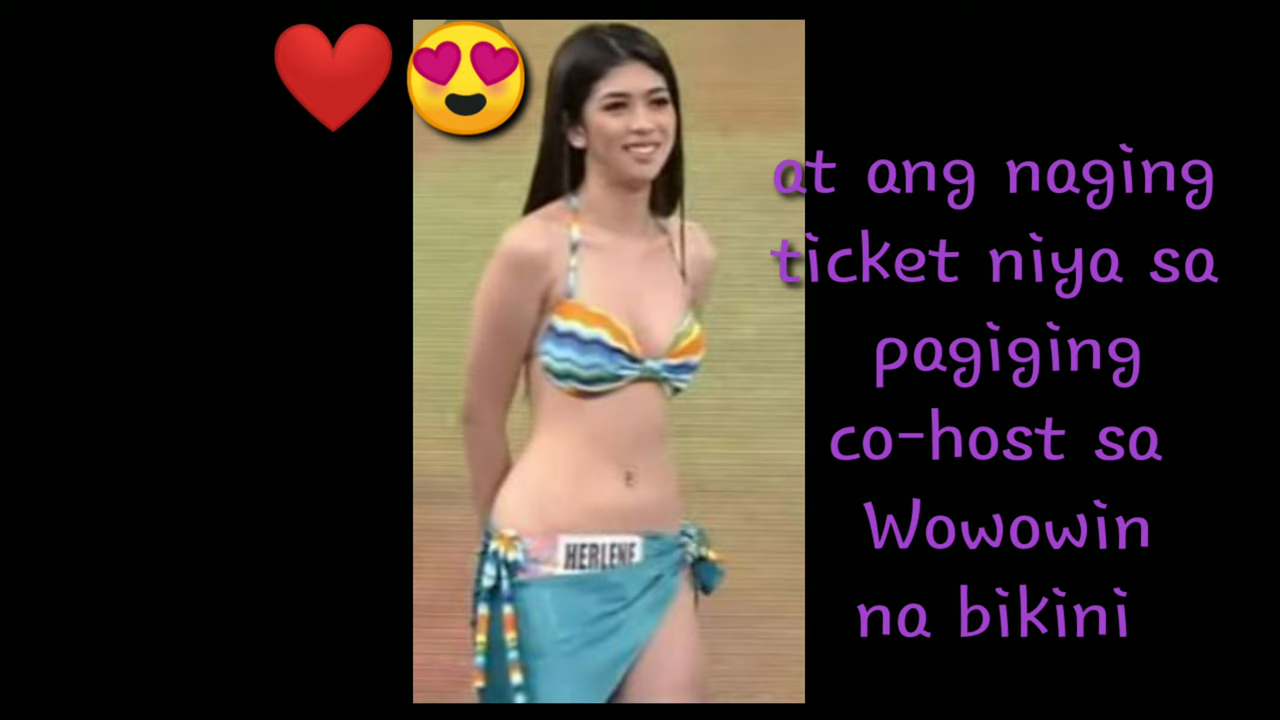 at ang naging
ticket niya sa
pagiging
co-host sa
Wowowin
na bikini
HERLENE